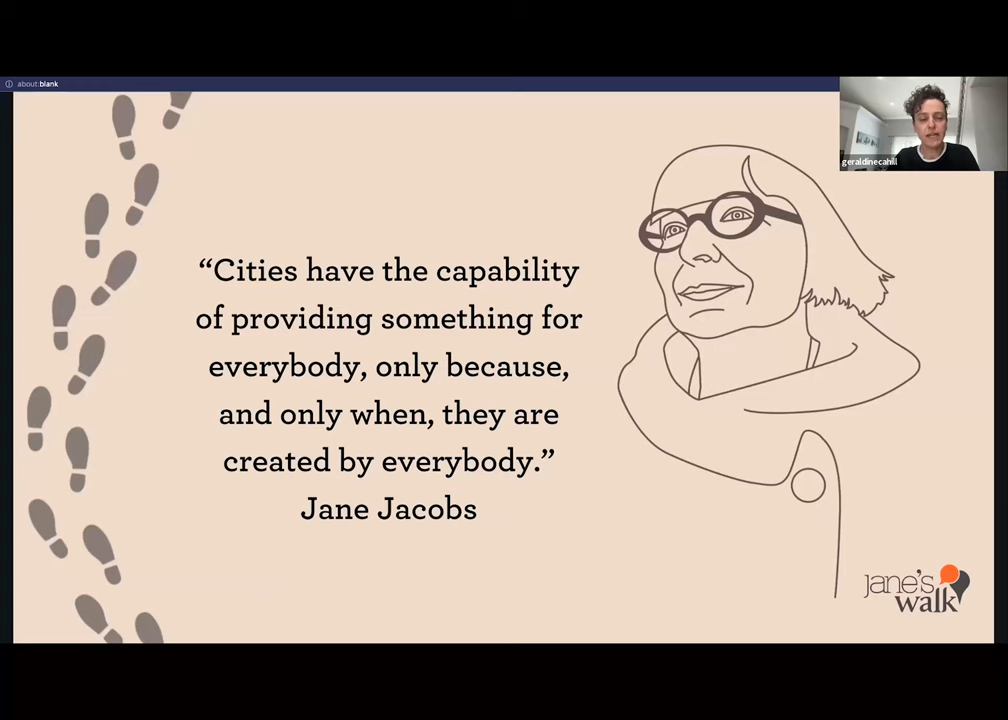 about:blank
geraldinecahill
“Cities have the capability
of providing something for
everybody, only because,
and only when, they are
created by everybody.”
Jane Jacobs
jane's
walk